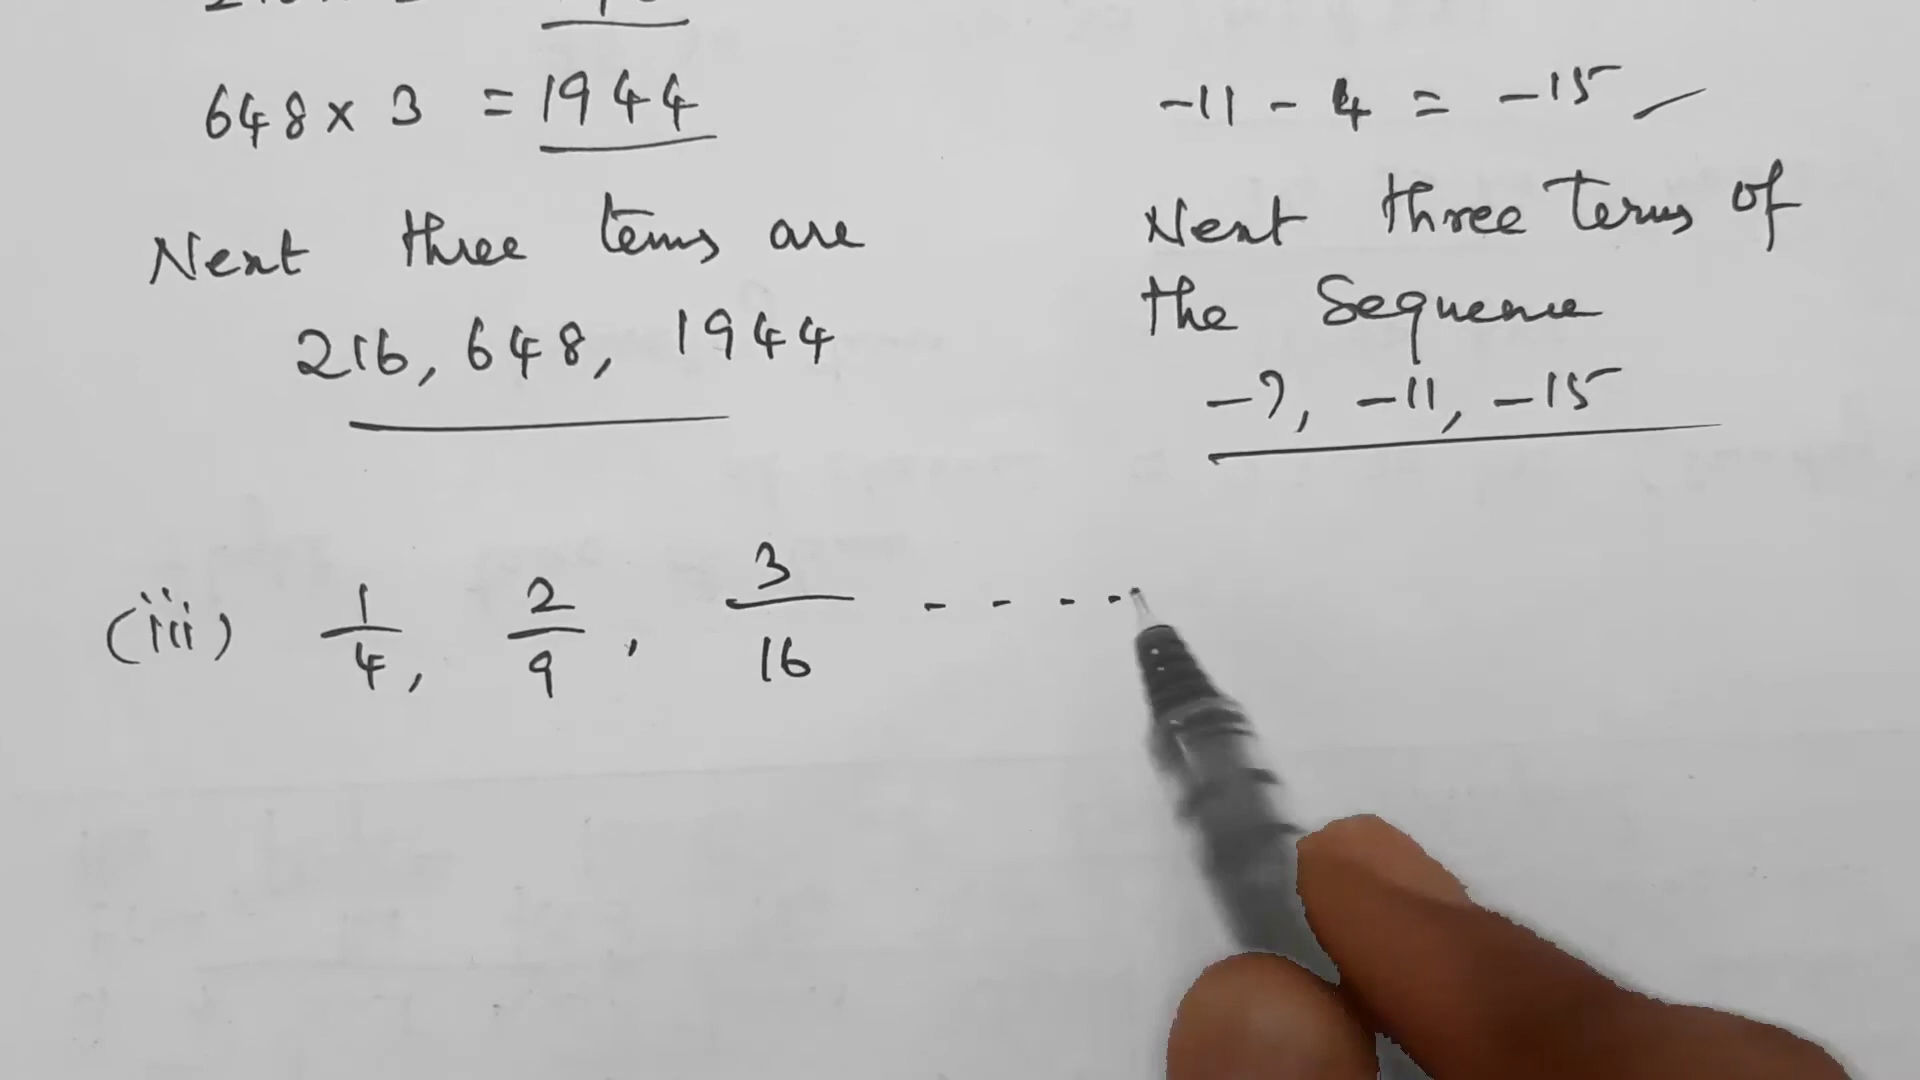 648 × 3 = 1944
Next three terms are
216, 648, 1944
-11 - 4 = -15
Next three terms of
the Sequence
-7, -11, -15
(iii) 1/4, 2/9, 3/16 - - - -